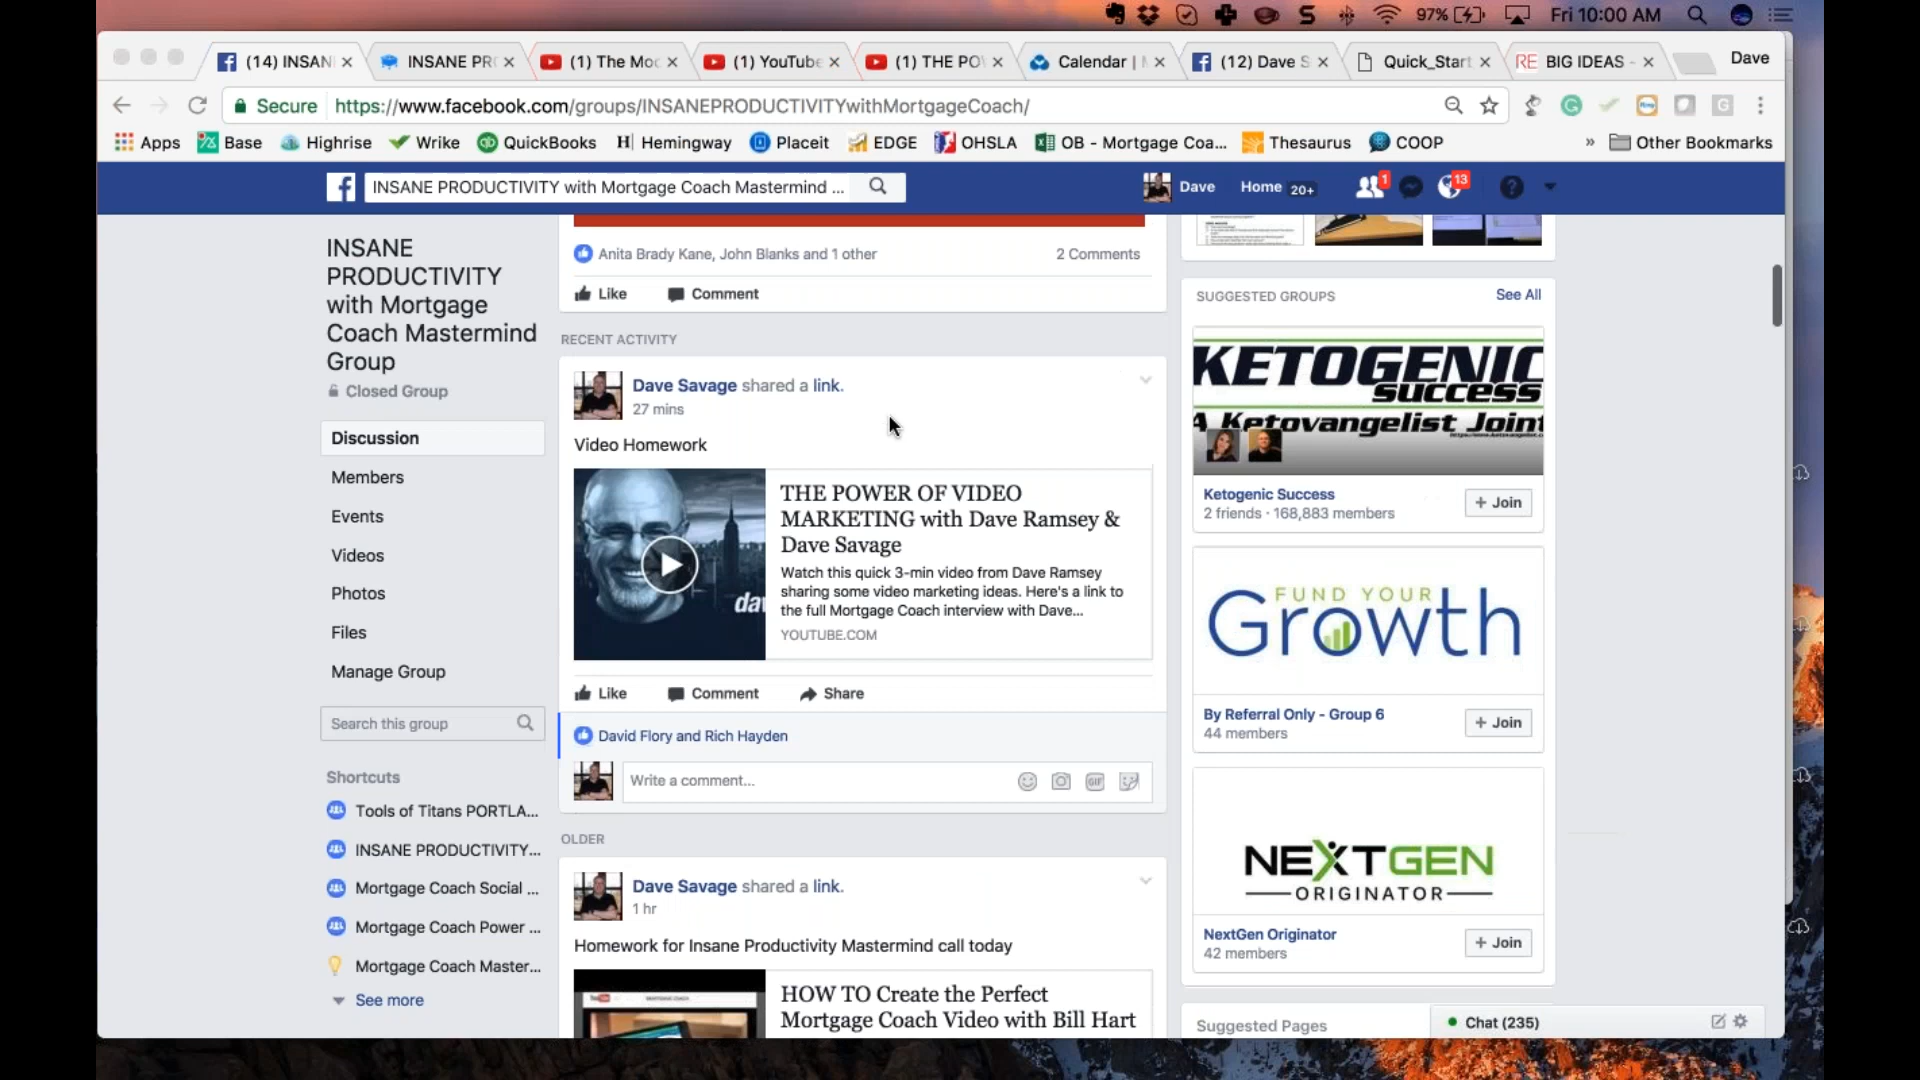 97%
Fri 10:00 AM
(14) INSAN
INSANE PR
(1) The Moc
(1) YouTube
(1) THE PO
Calendar |
(12) Dave S
Quick_Start
RE BIG IDEAS -
Dave
Secure
https://www.facebook.com/groups/INSANEPRODUCTIVITYwithMortgageCoach/
Apps
Base
Highrise
Wrike
QuickBooks
Hemingway
Placeit
EDGE
OHSLA
OB - Mortgage Coa...
Thesaurus
COOP
»
Other Bookmarks
INSANE PRODUCTIVITY with Mortgage Coach Mastermind ...
Dave
Home 20+
1
13
INSANE
PRODUCTIVITY
with Mortgage
Coach Mastermind
Group
Closed Group
Discussion
Members
Events
Videos
Photos
Files
Manage Group
Search this group
Shortcuts
Tools of Titans PORTLA...
INSANE PRODUCTIVITY...
Mortgage Coach Social ...
Mortgage Coach Power ...
Mortgage Coach Master...
See more
Anita Brady Kane, John Blanks and 1 other
2 Comments
Like
Comment
RECENT ACTIVITY
Dave Savage shared a link.
27 mins
Video Homework
da
THE POWER OF VIDEO
MARKETING with Dave Ramsey &
Dave Savage
Watch this quick 3-min video from Dave Ramsey
sharing some video marketing ideas. Here's a link to
the full Mortgage Coach interview with Dave...
YOUTUBE.COM
Like
Comment
Share
David Flory and Rich Hayden
Write a comment...
GIF
OLDER
Dave Savage shared a link.
1 hr
Homework for Insane Productivity Mastermind call today
HOW TO Create the Perfect
Mortgage Coach Video with Bill Hart
SUGGESTED GROUPS
See All
KETOGENIC
SUCCESS
A Ketovangelist Joint
Ketogenic Success
2 friends · 168,883 members
+ Join
FUND YOUR
Growth
By Referral Only - Group 6
44 members
+ Join
NEXTGEN
ORIGINATOR
NextGen Originator
42 members
+ Join
Suggested Pages
Chat (235)